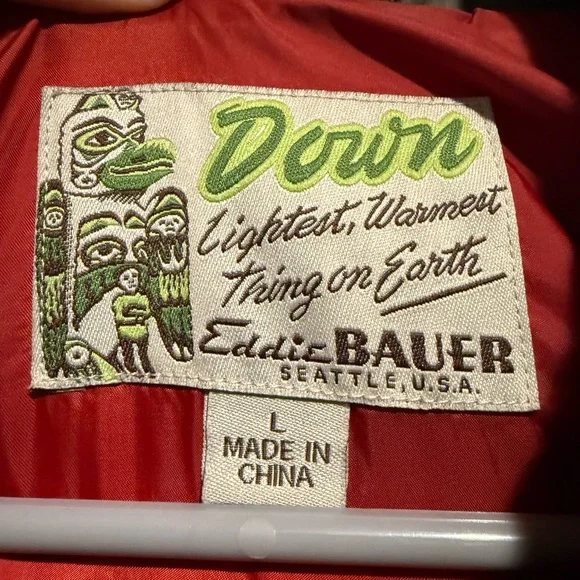 Down
Lightest, Warmest
Thing on Earth
Eddie BAUER
SEATTLE, U.S.A.
L
MADE IN
CHINA